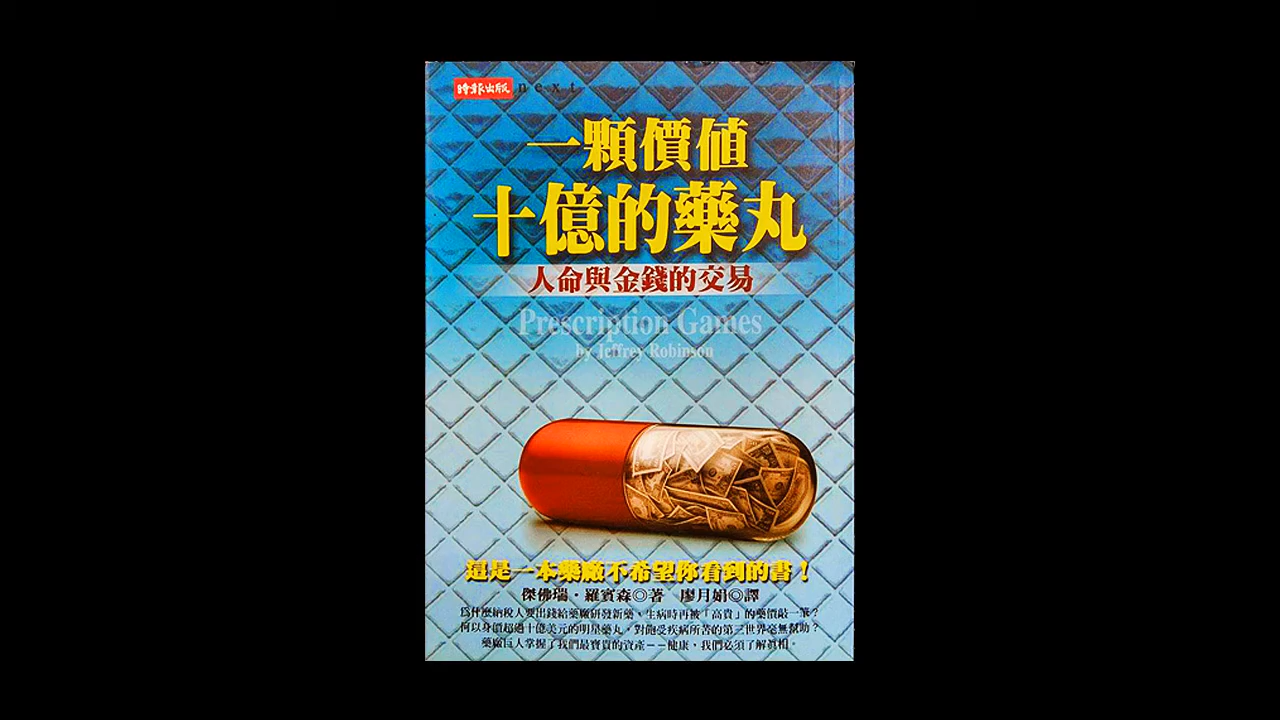 時報出版 next
一顆價值
十億的藥丸
人命與金錢的交易
Prescription Games
by Jeffrey Robinson
這是一本藥廠不希望你看到的書！
傑佛瑞・羅賓森◎著 廖月娟◎譯
為什麼納稅人要出錢給藥廠研發新藥，生病時再被「高貴」的藥價敲一筆？
何以身價超過十億美元的明星藥丸，對飽受疾病所苦的第三世界毫無幫助？
藥廠巨人掌握了我們最寶貴的資產－－健康，我們必須了解真相。